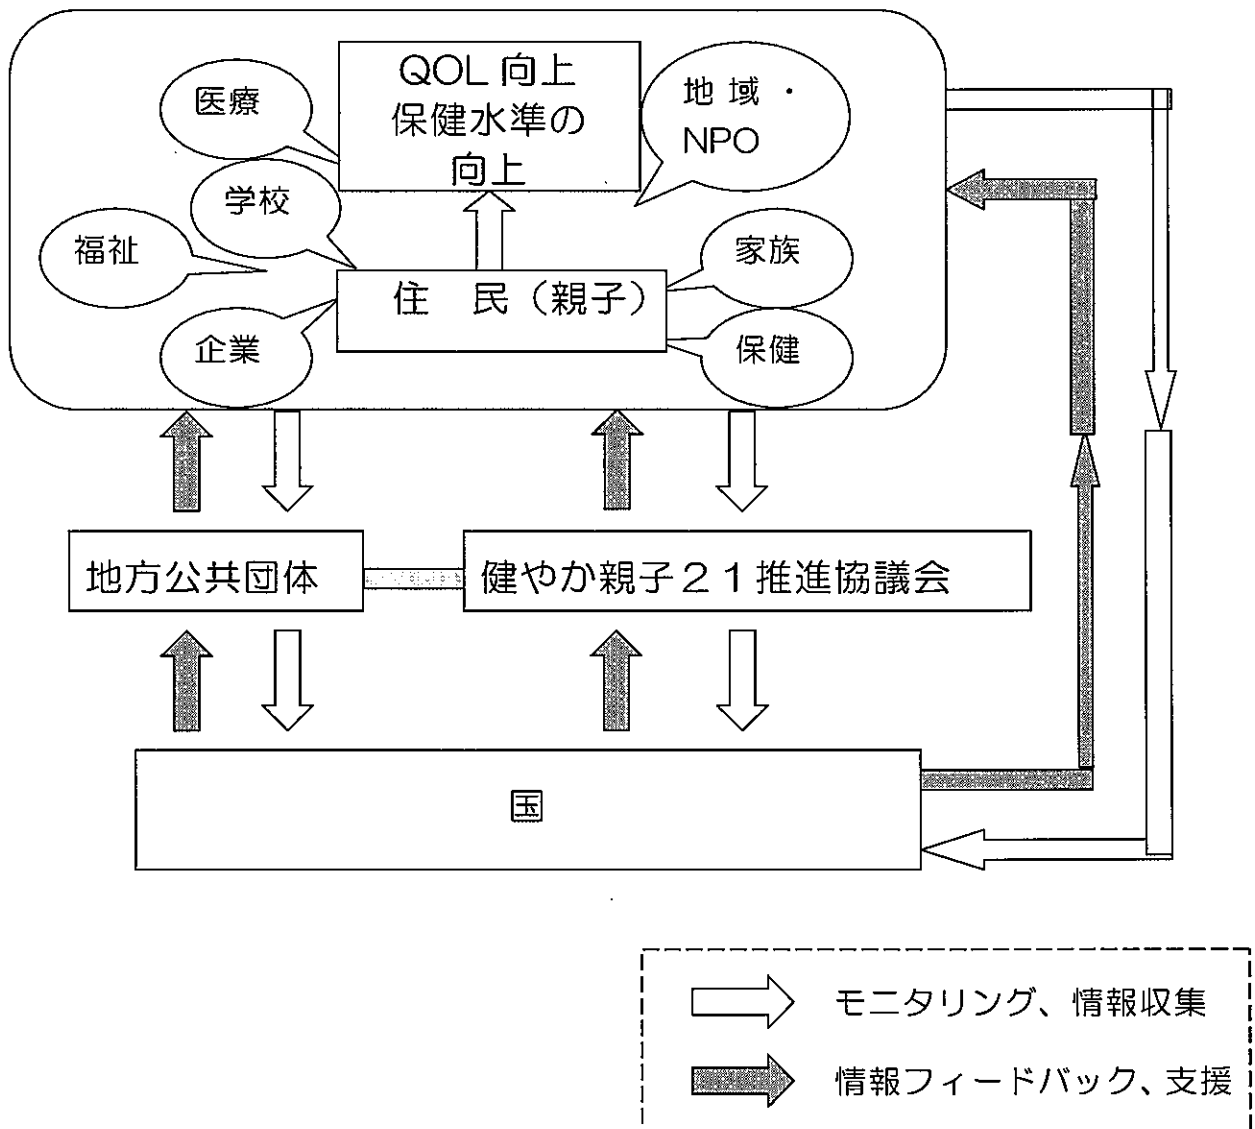 QOL 向上
保健水準の
向上
医療
地 域 ・
NPO
学校
福祉
家族
住 民（親子）
企業
保健
地方公共団体
健やか親子２１推進協議会
国
モニタリング、情報収集
情報フィードバック、支援